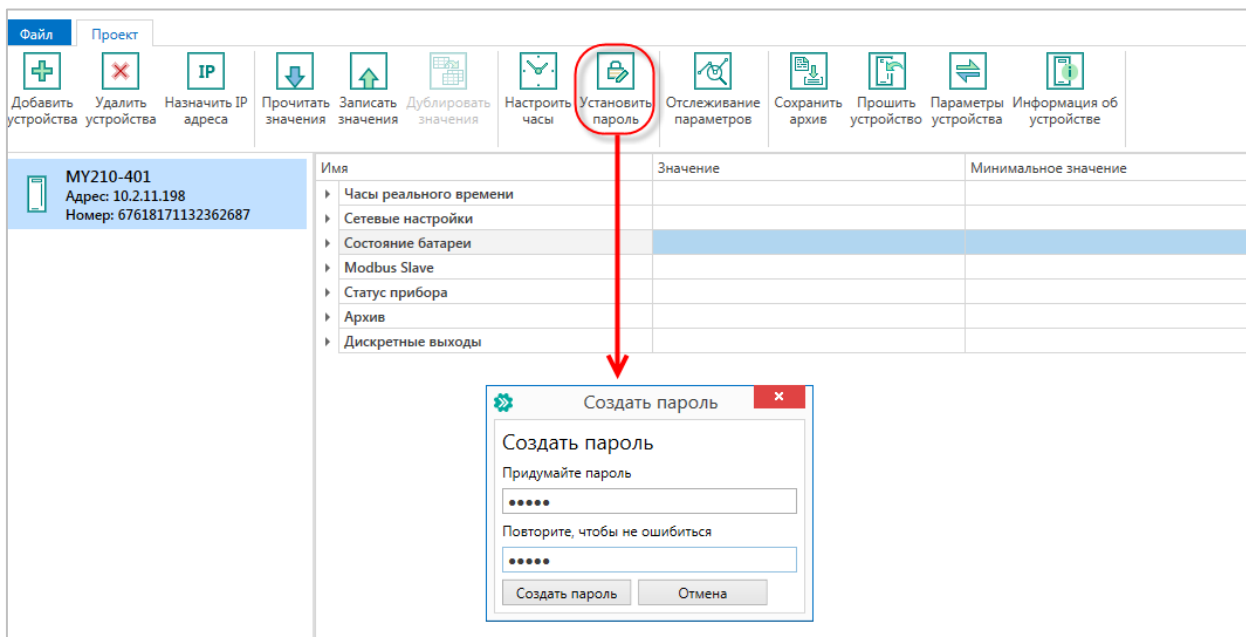 Файл Проект
IP
Добавить устройства
Удалить устройства
Назначить IP адреса
Прочитать значения
Записать значения
Дублировать значения
Настроить часы
Установить пароль
Отслеживание параметров
Сохранить архив
Прошить устройство
Параметры устройства
Информация об устройстве
МУ210-401
Адрес: 10.2.11.198
Номер: 67618171132362687
Имя Значение Минимальное значение
Часы реального времени
Сетевые настройки
Состояние батареи
Modbus Slave
Статус прибора
Архив
Дискретные выходы
Создать пароль
Создать пароль
Придумайте пароль
•••••
Повторите, чтобы не ошибиться
•••••
Создать пароль Отмена